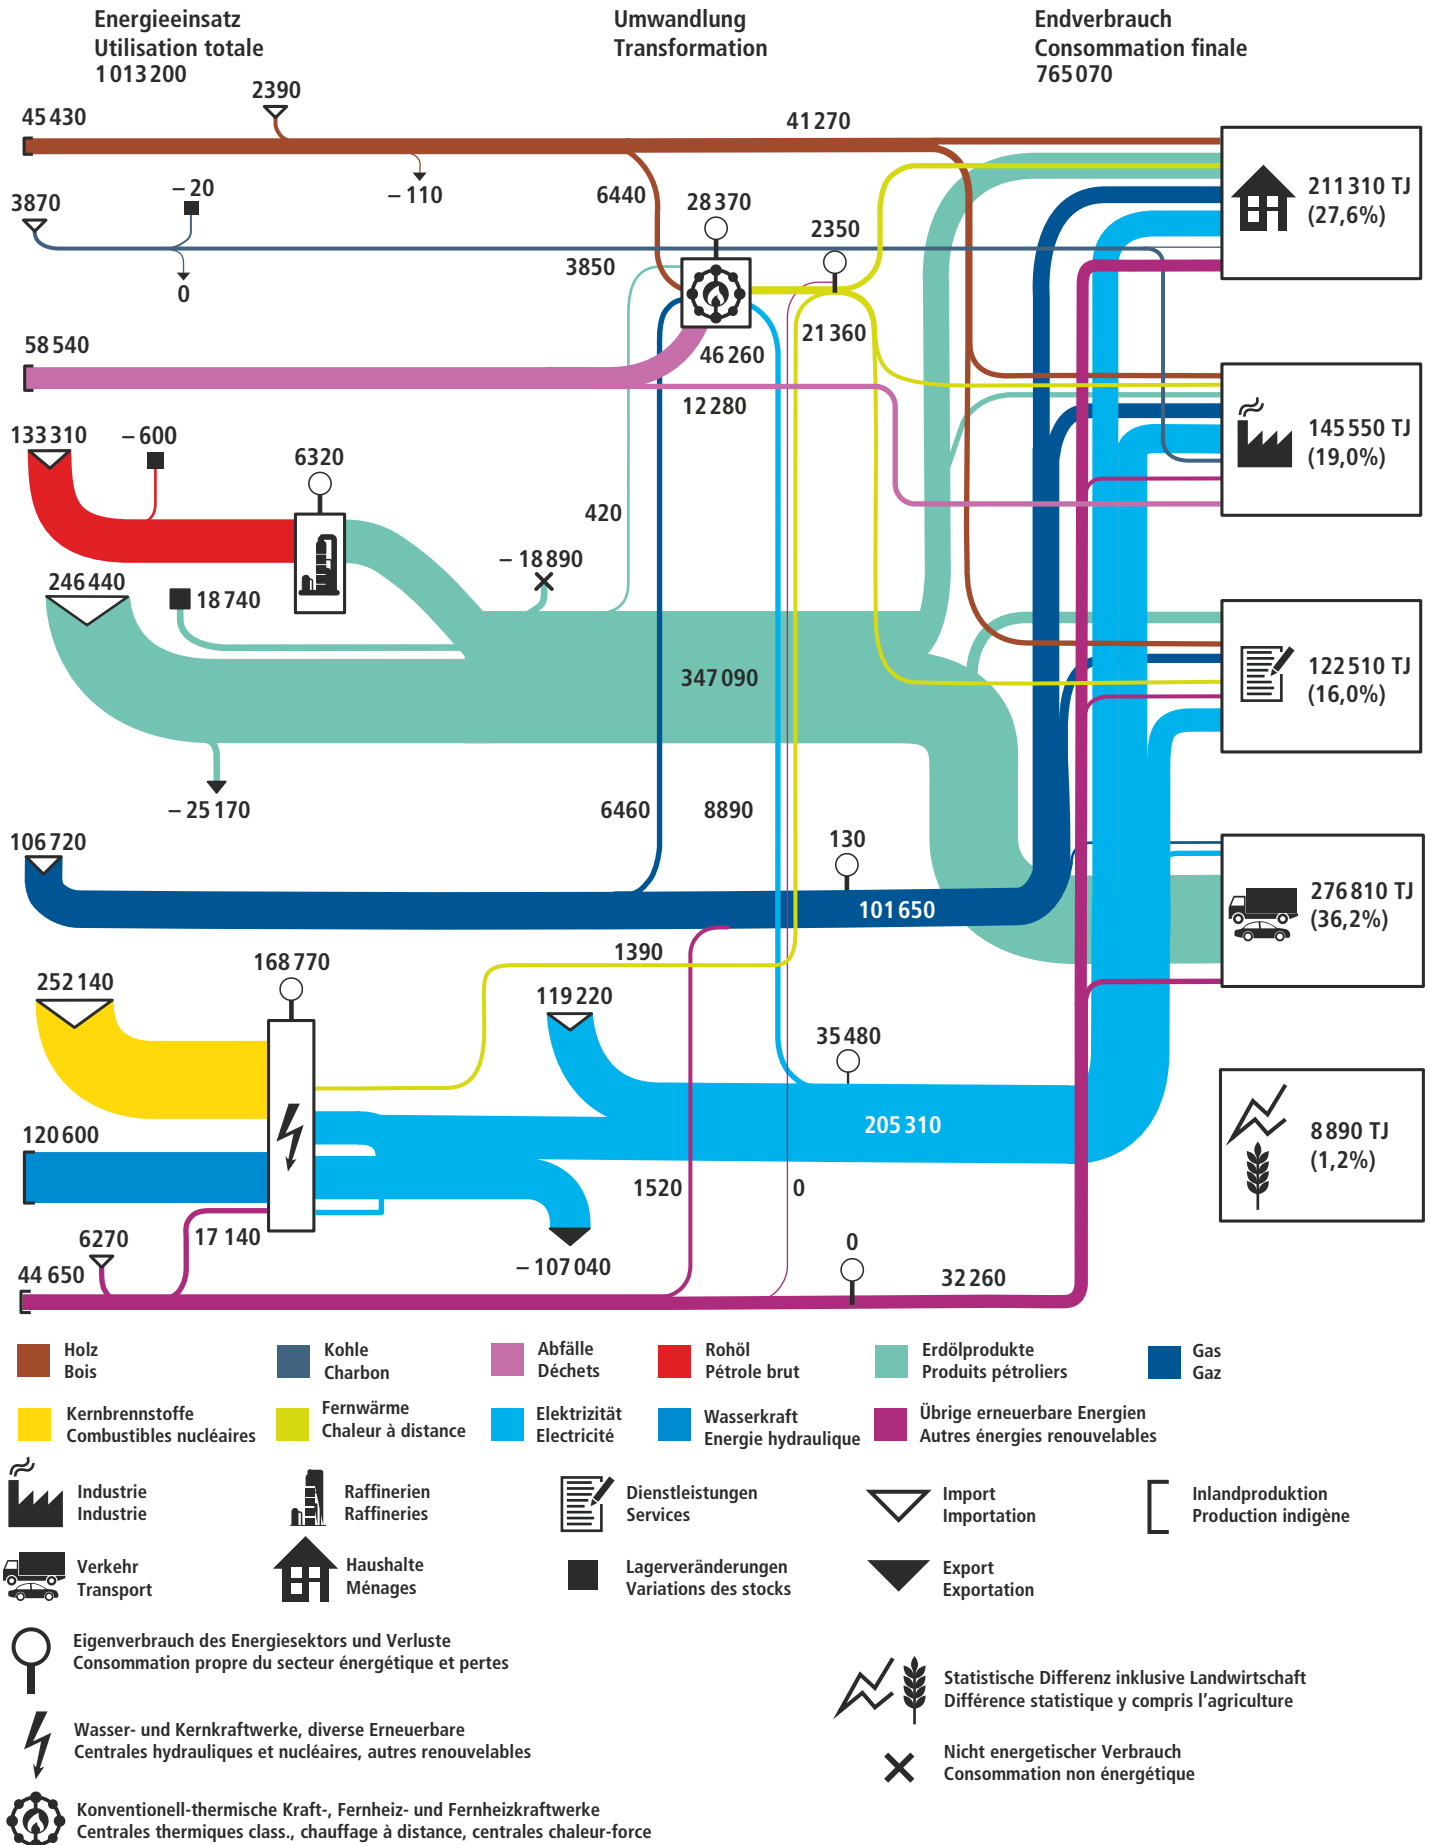 Energieeinsatz
Utilisation totale
1 013 200
Umwandlung
Transformation
Endverbrauch
Consommation finale
765 070
2390
45 430
41 270
– 110
6440
– 20
3870
0
28 370
2350
3850
211 310 TJ
(27,6%)
58 540
46 260
21 360
12 280
133 310
– 600
6320
145 550 TJ
(19,0%)
420
– 18 890
246 440
18 740
347 090
122 510 TJ
(16,0%)
– 25 170
6460
8890
130
106 720
101 650
276 810 TJ
(36,2%)
1390
168 770
252 140
119 220
35 480
120 600
205 310
8 890 TJ
(1,2%)
1520
0
17 140
6270
– 107 040
0
44 650
32 260
Holz
Bois
Kohle
Charbon
Abfälle
Déchets
Rohöl
Pétrole brut
Erdölprodukte
Produits pétroliers
Gas
Gaz
Kernbrennstoffe
Combustibles nucléaires
Fernwärme
Chaleur à distance
Elektrizität
Electricité
Wasserkraft
Energie hydraulique
Übrige erneuerbare Energien
Autres énergies renouvelables
Industrie
Industrie
Raffinerien
Raffineries
Dienstleistungen
Services
Import
Importation
Inlandproduktion
Production indigène
Verkehr
Transport
Haushalte
Ménages
Lagerveränderungen
Variations des stocks
Export
Exportation
Eigenverbrauch des Energiesektors und Verluste
Consommation propre du secteur énergétique et pertes
Statistische Differenz inklusive Landwirtschaft
Différence statistique y compris l’agriculture
Wasser- und Kernkraftwerke, diverse Erneuerbare
Centrales hydrauliques et nucléaires, autres renouvelables
Nicht energetischer Verbrauch
Consommation non énergétique
Konventionell-thermische Kraft-, Fernheiz- und Fernheizkraftwerke
Centrales thermiques class., chauffage à distance, centrales chaleur-force